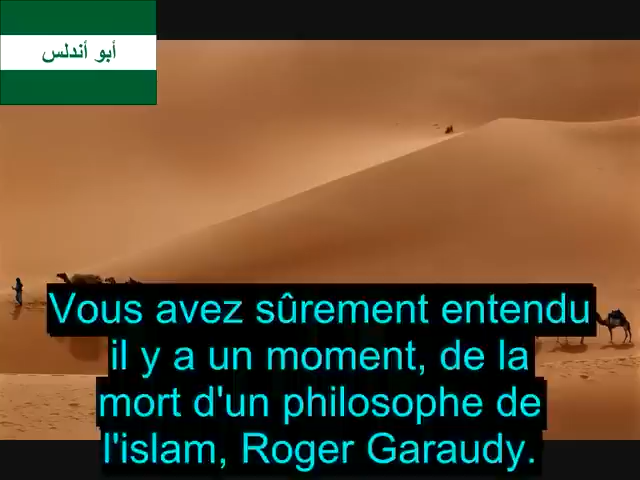 أبو أندلس
Vous avez sûrement entendu
il y a un moment, de la
mort d'un philosophe de
l'islam, Roger Garaudy.